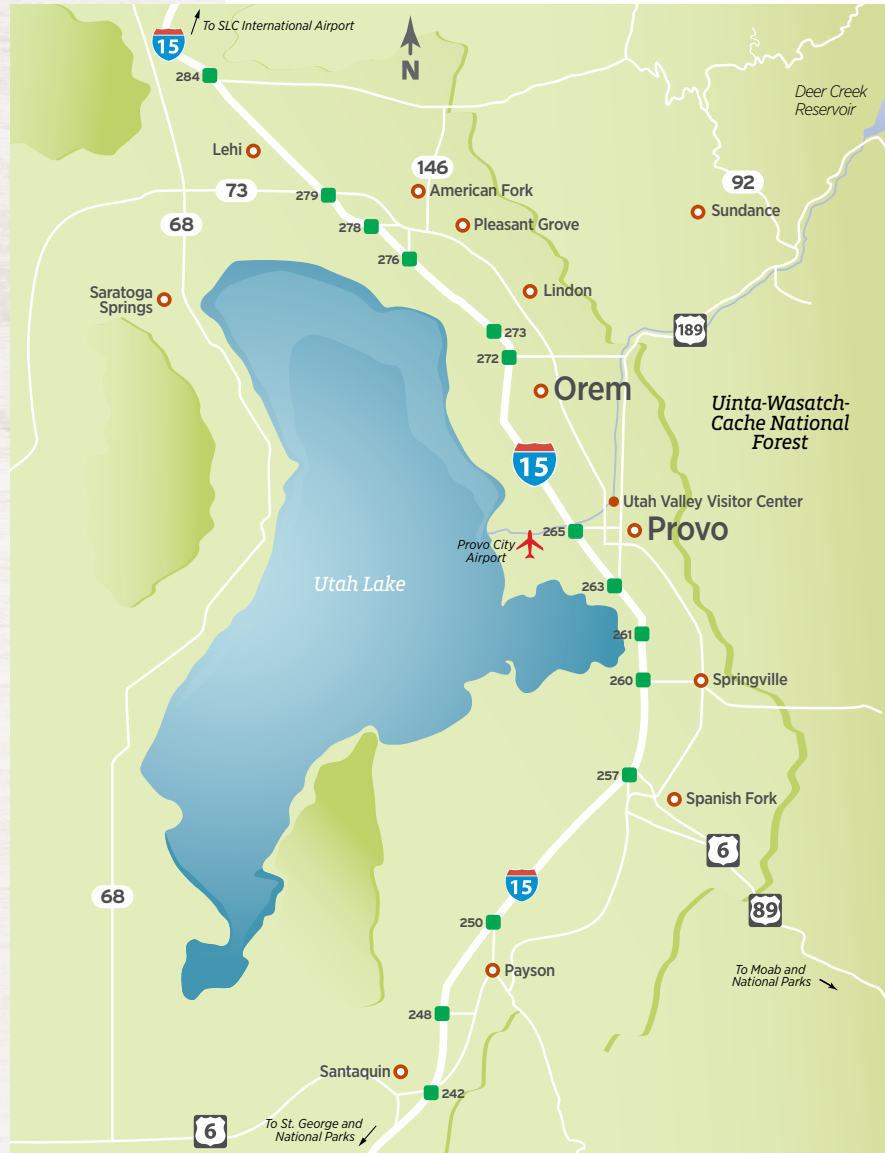 To SLC International Airport
15
N
284
Deer Creek
Reservoir
Lehi
146
92
73
279
American Fork
Sundance
68
278
Pleasant Grove
276
Saratoga
Springs
Lindon
273
189
272
Orem
Uinta-Wasatch-
Cache National
Forest
15
Utah Valley Visitor Center
265
Provo
Provo City
Airport
Utah Lake
263
261
260
Springville
257
Spanish Fork
6
15
68
89
250
Payson
To Moab and
National Parks
248
Santaquin
242
6
To St. George and
National Parks